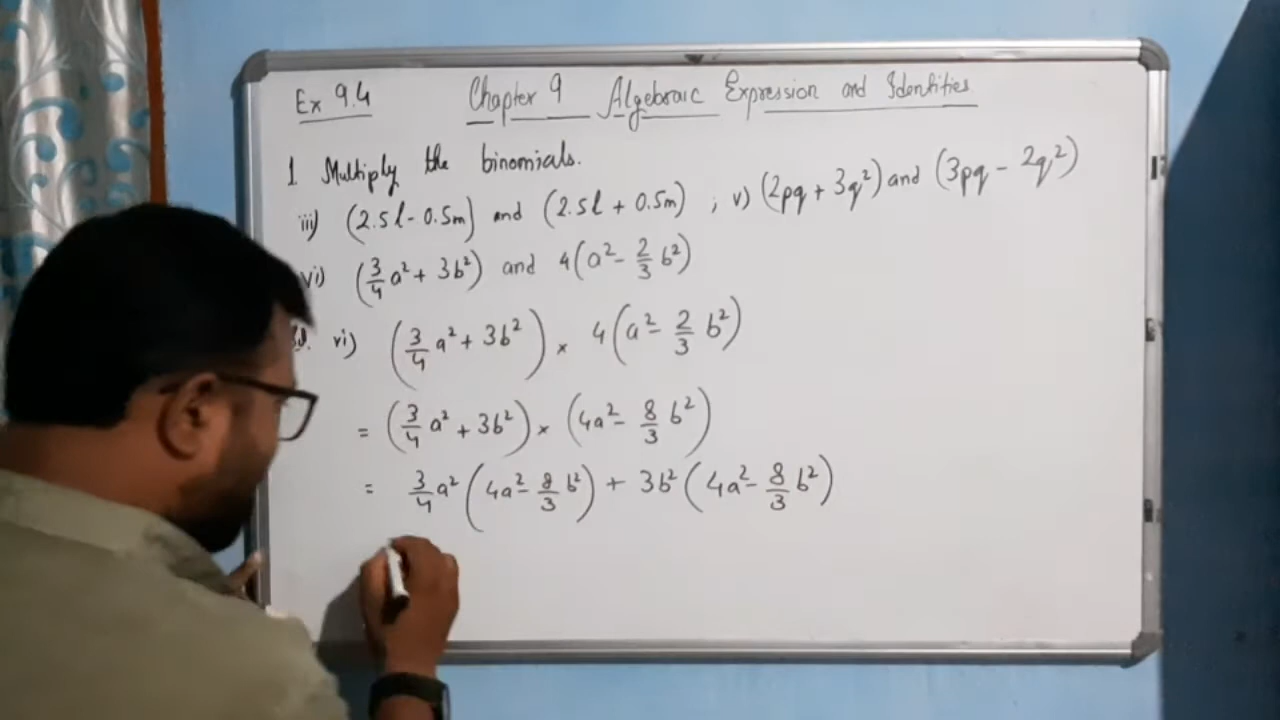 Ex 9.4 Chapter 9 Algebraic Expression and Identities
1. Multiply the binomials.
iii) (2.5l - 0.5m) and (2.5l + 0.5m) ; v) (2pq + 3q²) and (3pq - 2q²)
vi) (3/4 a² + 3b²) and 4(a² - 2/3 b²)
vi) (3/4 a² + 3b²) × 4(a² - 2/3 b²)
= (3/4 a² + 3b²) × (4a² - 8/3 b²)
= 3/4 a² (4a² - 8/3 b²) + 3b² (4a² - 8/3 b²)